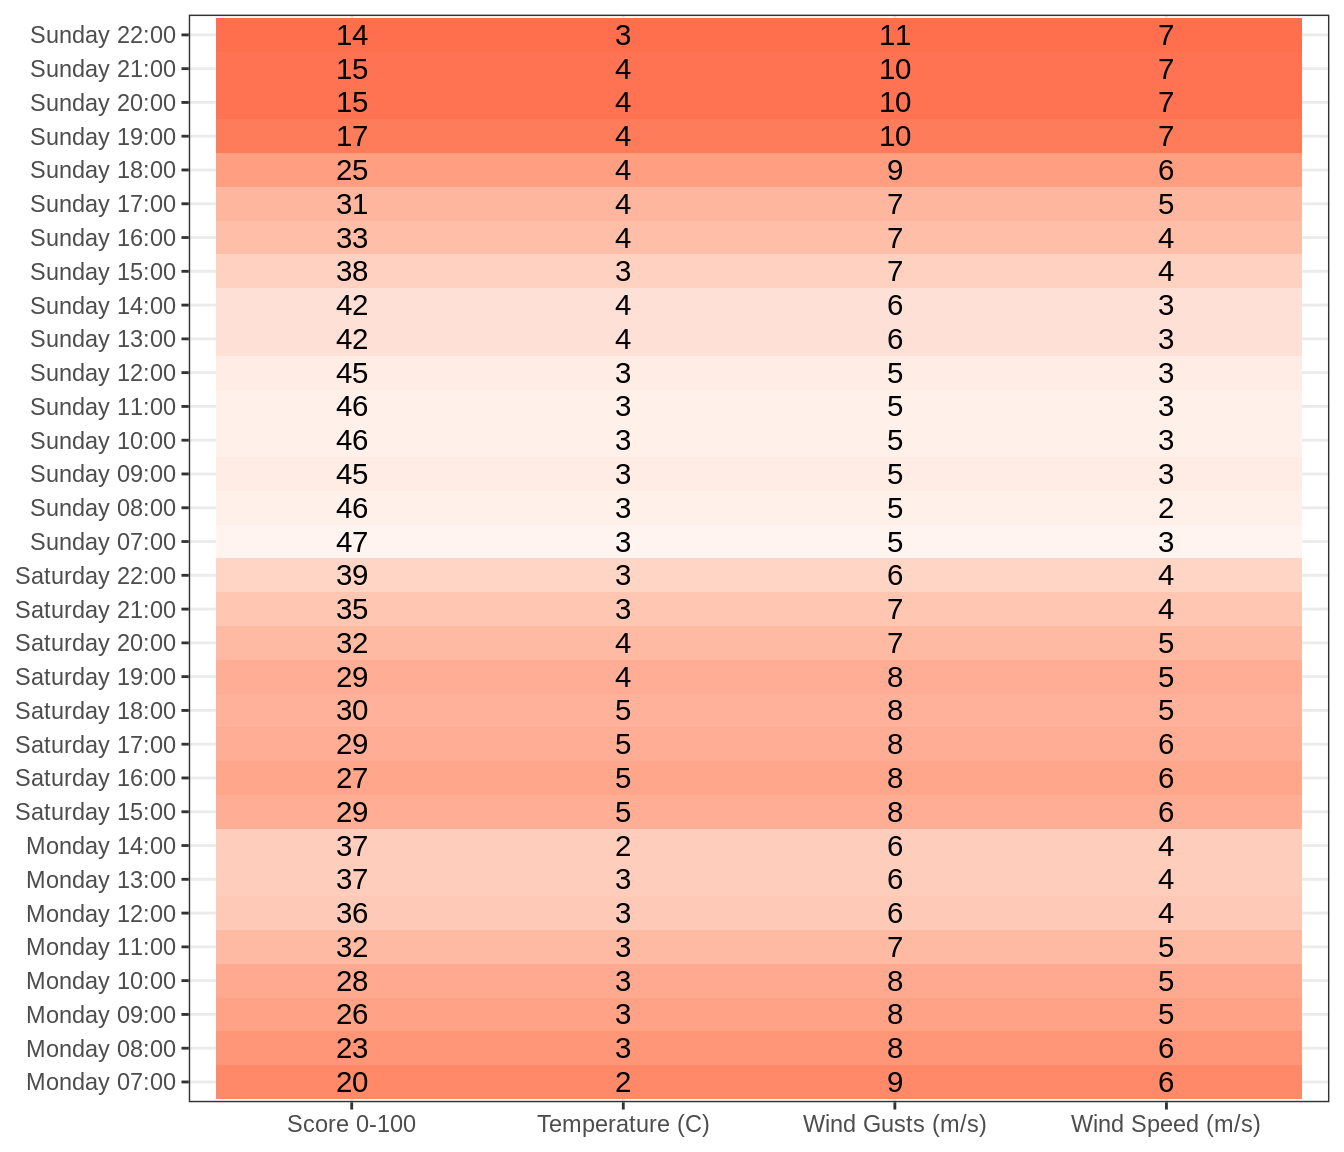 Sunday 22:00 14 3 11 7
Sunday 21:00 15 4 10 7
Sunday 20:00 15 4 10 7
Sunday 19:00 17 4 10 7
Sunday 18:00 25 4 9 6
Sunday 17:00 31 4 7 5
Sunday 16:00 33 4 7 4
Sunday 15:00 38 3 7 4
Sunday 14:00 42 4 6 3
Sunday 13:00 42 4 6 3
Sunday 12:00 45 3 5 3
Sunday 11:00 46 3 5 3
Sunday 10:00 46 3 5 3
Sunday 09:00 45 3 5 3
Sunday 08:00 46 3 5 2
Sunday 07:00 47 3 5 3
Saturday 22:00 39 3 6 4
Saturday 21:00 35 3 7 4
Saturday 20:00 32 4 7 5
Saturday 19:00 29 4 8 5
Saturday 18:00 30 5 8 5
Saturday 17:00 29 5 8 6
Saturday 16:00 27 5 8 6
Saturday 15:00 29 5 8 6
Monday 14:00 37 2 6 4
Monday 13:00 37 3 6 4
Monday 12:00 36 3 6 4
Monday 11:00 32 3 7 5
Monday 10:00 28 3 8 5
Monday 09:00 26 3 8 5
Monday 08:00 23 3 8 6
Monday 07:00 20 2 9 6
Score 0-100 Temperature (C) Wind Gusts (m/s) Wind Speed (m/s)